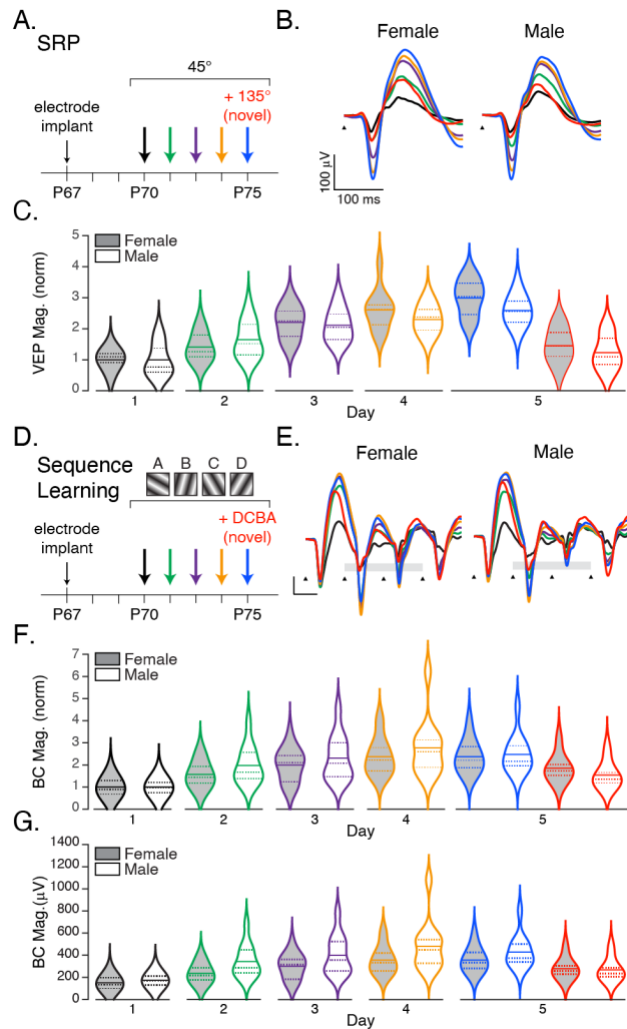 A.
SRP
45°
+ 135°
(novel)
electrode
implant
P67
P70
P75
B.
Female
Male
100 µV
100 ms
C.
Female
Male
VEP Mag. (norm)
5
4
3
2
1
0
1
2
3
4
5
Day
D.
Sequence
Learning
A
B
C
D
+ DCBA
(novel)
electrode
implant
P67
P70
P75
E.
Female
Male
F.
Female
Male
BC Mag. (norm)
7
6
5
4
3
2
1
0
1
2
3
4
5
Day
G.
Female
Male
BC Mag.(µV)
1400
1200
1000
800
600
400
200
0
1
2
3
4
5
Day